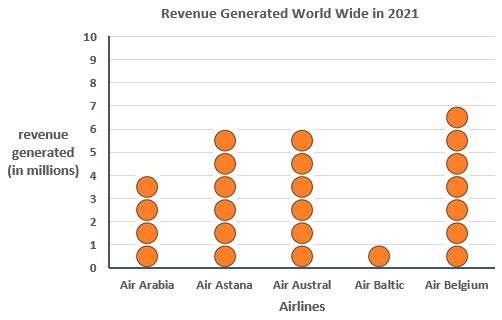 Revenue Generated World Wide in 2021
10
9
8
7
6
5
4
3
2
1
0
revenue
generated
(in millions)
Air Arabia Air Astana Air Austral Air Baltic Air Belgium
Airlines